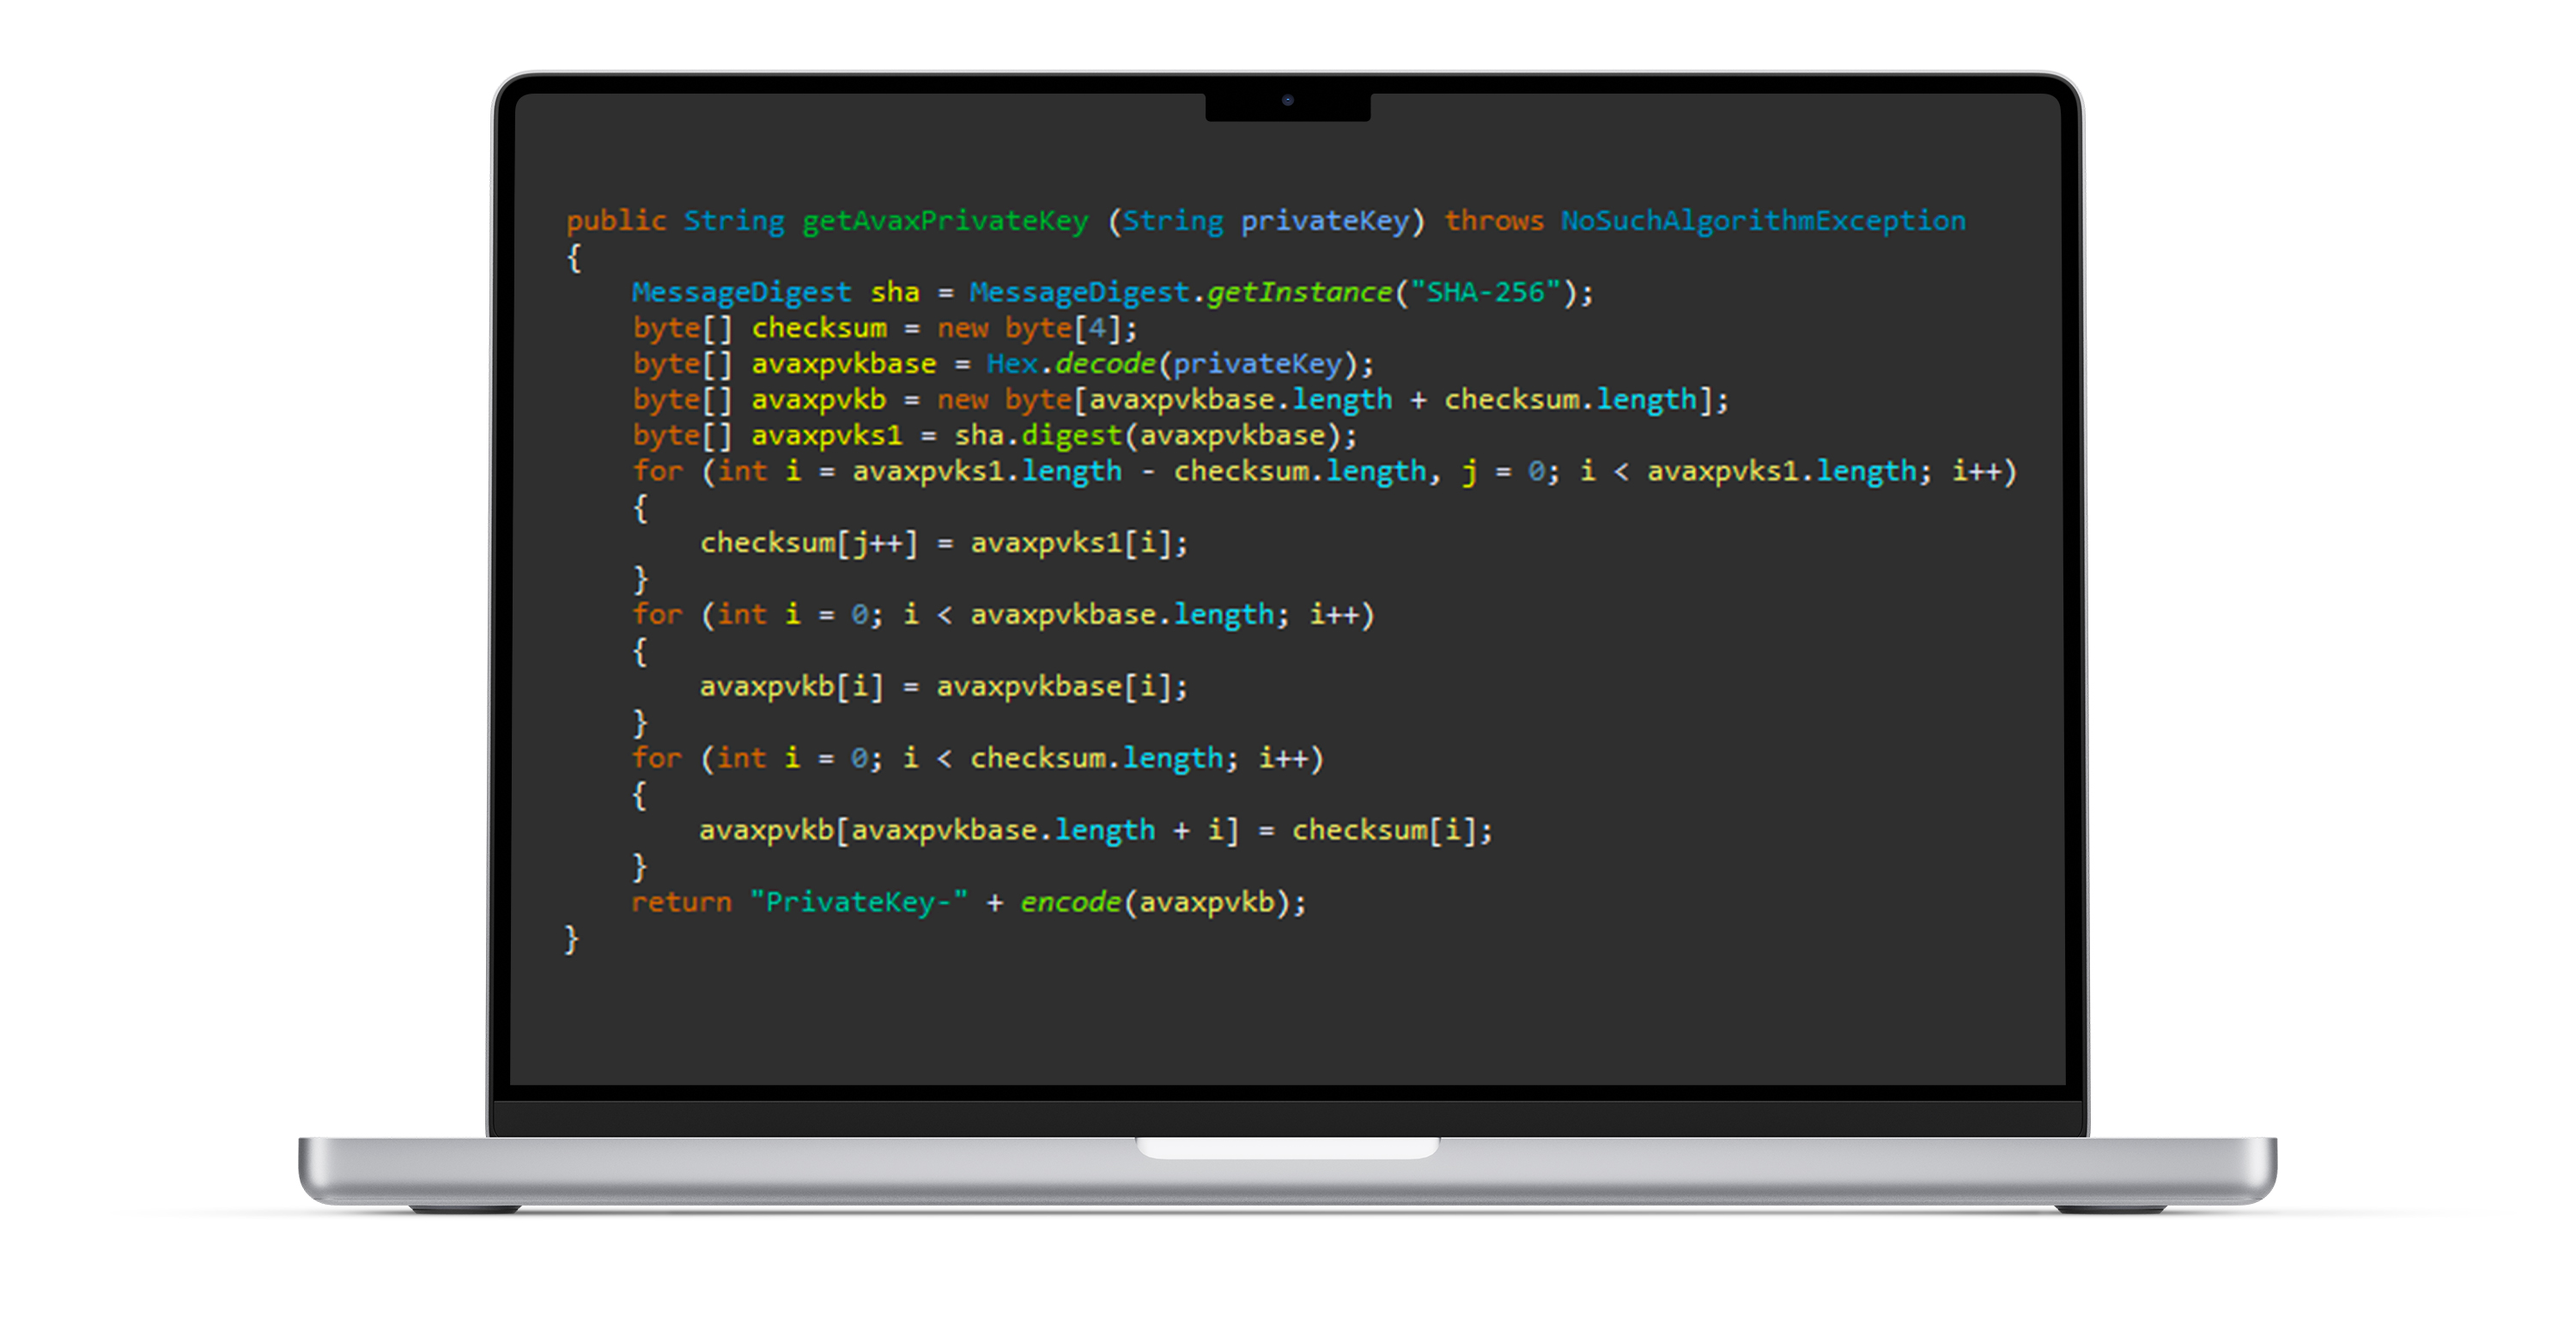 public String getAvaxPrivateKey (String privateKey) throws NoSuchAlgorithmException
{
    MessageDigest sha = MessageDigest.getInstance("SHA-256");
    byte[] checksum = new byte[4];
    byte[] avaxpvkbase = Hex.decode(privateKey);
    byte[] avaxpvkb = new byte[avaxpvkbase.length + checksum.length];
    byte[] avaxpvks1 = sha.digest(avaxpvkbase);
    for (int i = avaxpvks1.length - checksum.length, j = 0; i < avaxpvks1.length; i++)
    {
        checksum[j++] = avaxpvks1[i];
    }
    for (int i = 0; i < avaxpvkbase.length; i++)
    {
        avaxpvkb[i] = avaxpvkbase[i];
    }
    for (int i = 0; i < checksum.length; i++)
    {
        avaxpvkb[avaxpvkbase.length + i] = checksum[i];
    }
    return "PrivateKey-" + encode(avaxpvkb);
}